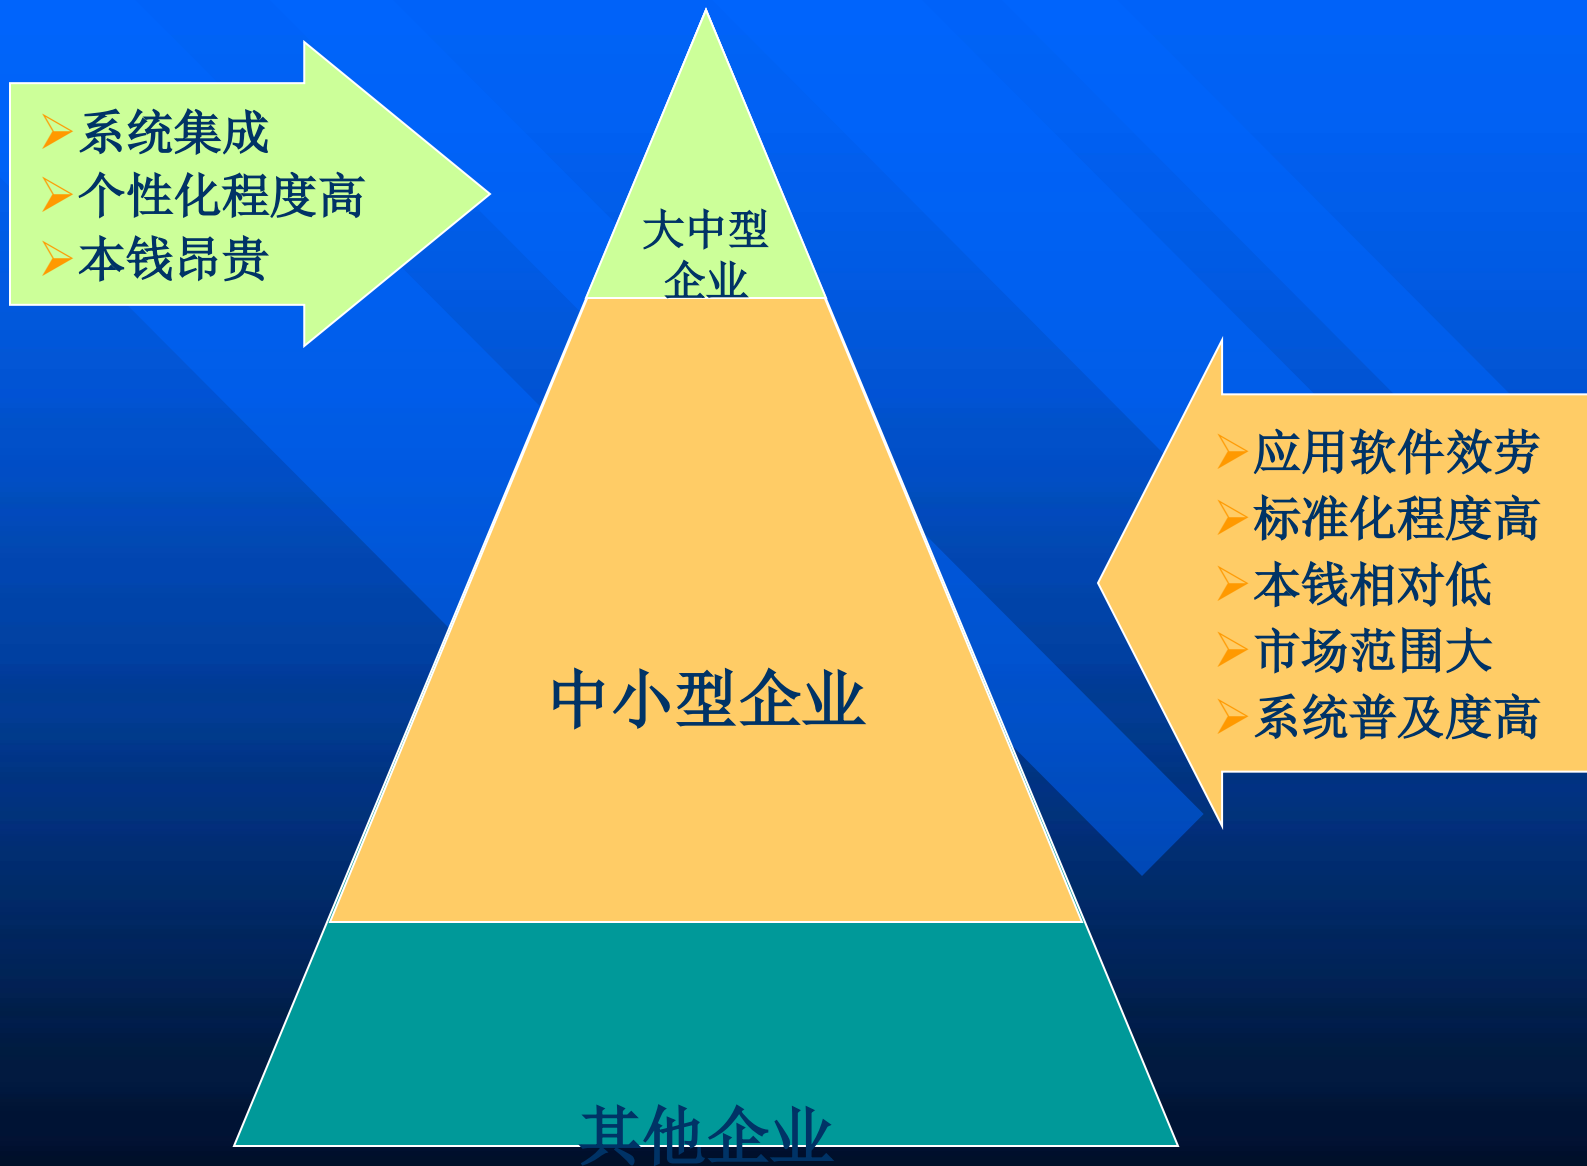 ➢系统集成
➢个性化程度高
➢本钱昂贵
大中型
企业
➢应用软件效劳
➢标准化程度高
➢本钱相对低
➢市场范围大
➢系统普及度高
中小型企业
其他企业